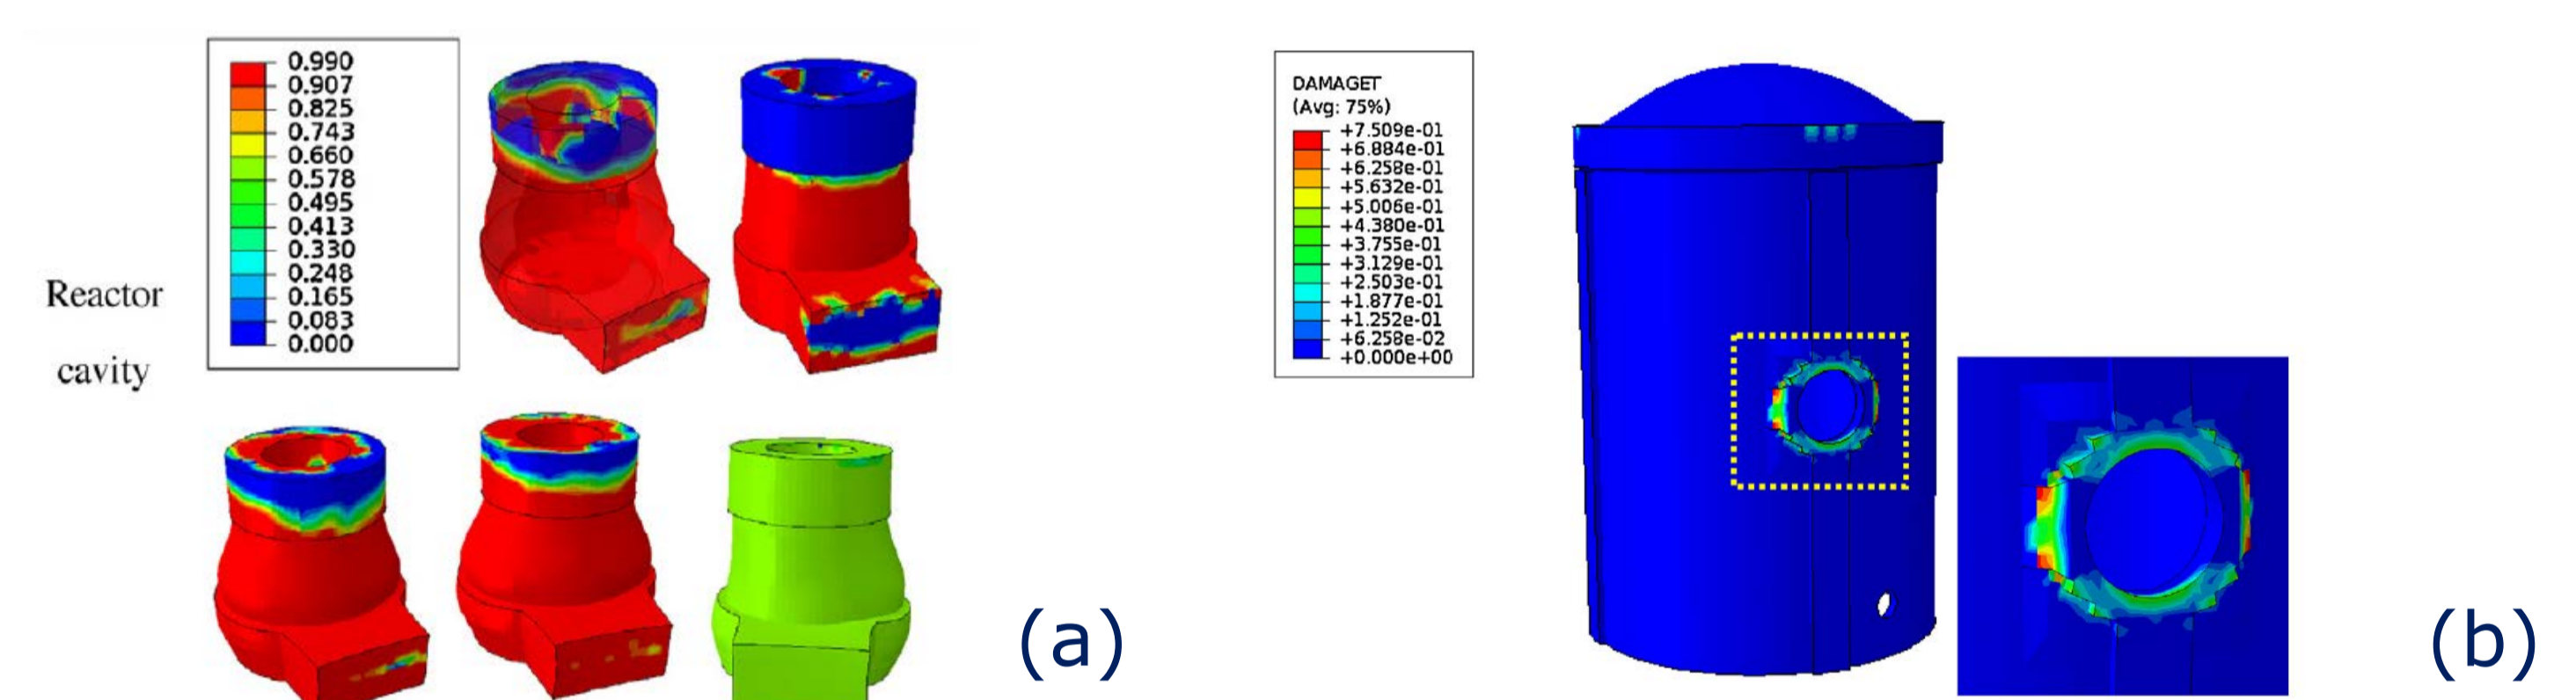 0.990
0.907
0.825
0.743
0.660
0.578
0.495
0.413
0.330
0.248
0.165
0.083
0.000
Reactor
cavity
(a)
DAMAGET
(Avg: 75%)
+7.509e-01
+6.884e-01
+6.258e-01
+5.632e-01
+5.006e-01
+4.380e-01
+3.755e-01
+3.129e-01
+2.503e-01
+1.877e-01
+1.252e-01
+6.258e-02
+0.000e+00
(b)